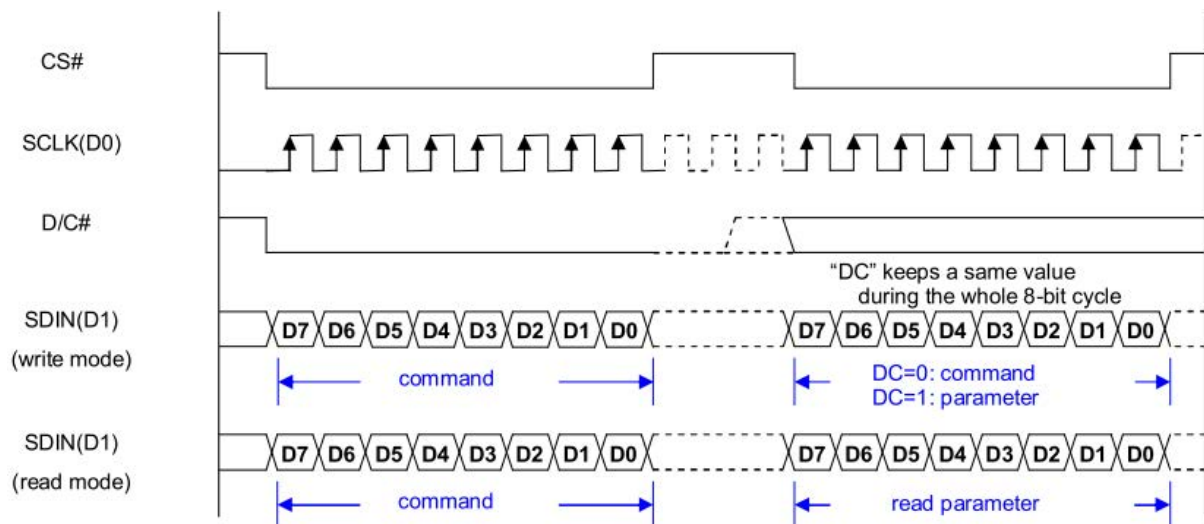 CS#
SCLK(D0)
D/C#
“DC” keeps a same value
during the whole 8-bit cycle
SDIN(D1)
(write mode)
D7 D6 D5 D4 D3 D2 D1 D0 D7 D6 D5 D4 D3 D2 D1 D0
command
DC=0: command
DC=1: parameter
SDIN(D1)
(read mode)
D7 D6 D5 D4 D3 D2 D1 D0 D7 D6 D5 D4 D3 D2 D1 D0
command read parameter